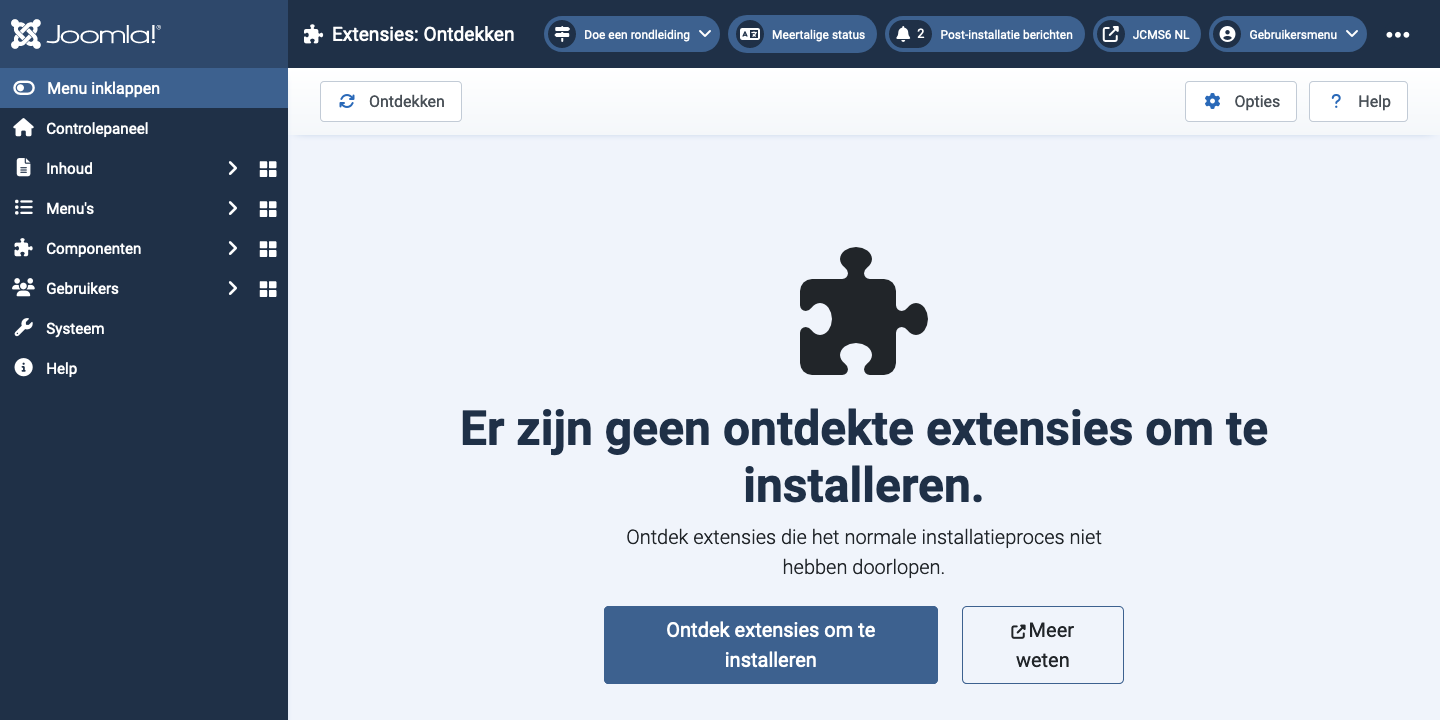 Joomla!®
Extensies: Ontdekken
Doe een rondleiding
Meertalige status
2 Post-installatie berichten
JCMS6 NL
Gebruikersmenu
Menu inklappen
Ontdekken
Opties
? Help
Controlepaneel
Inhoud
Menu's
Componenten
Gebruikers
Systeem
Help
Er zijn geen ontdekte extensies om te
installeren.
Ontdek extensies die het normale installatieproces niet
hebben doorlopen.
Ontdek extensies om te
installeren
Meer
weten